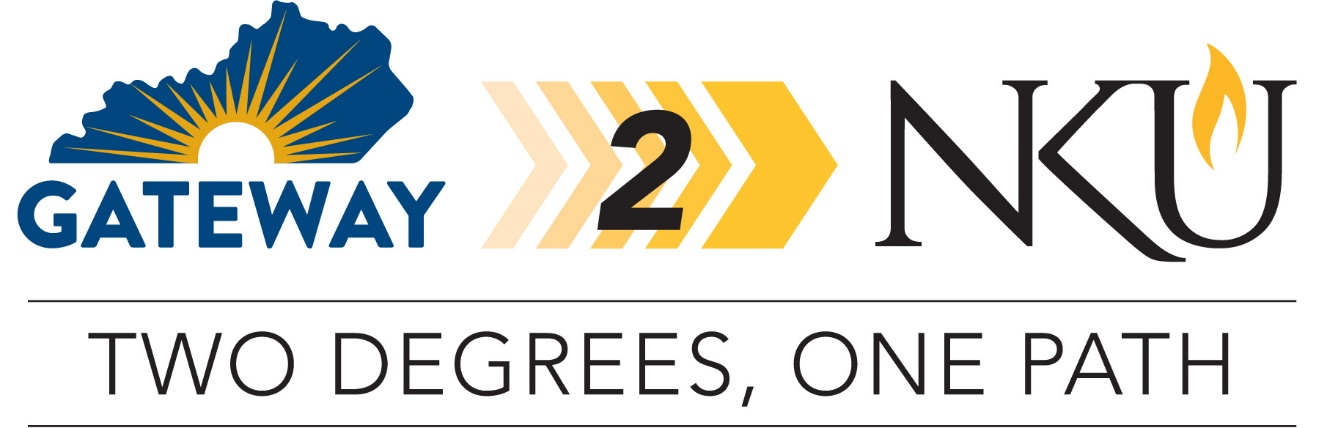 GATEWAY 2 NKU
TWO DEGREES, ONE PATH